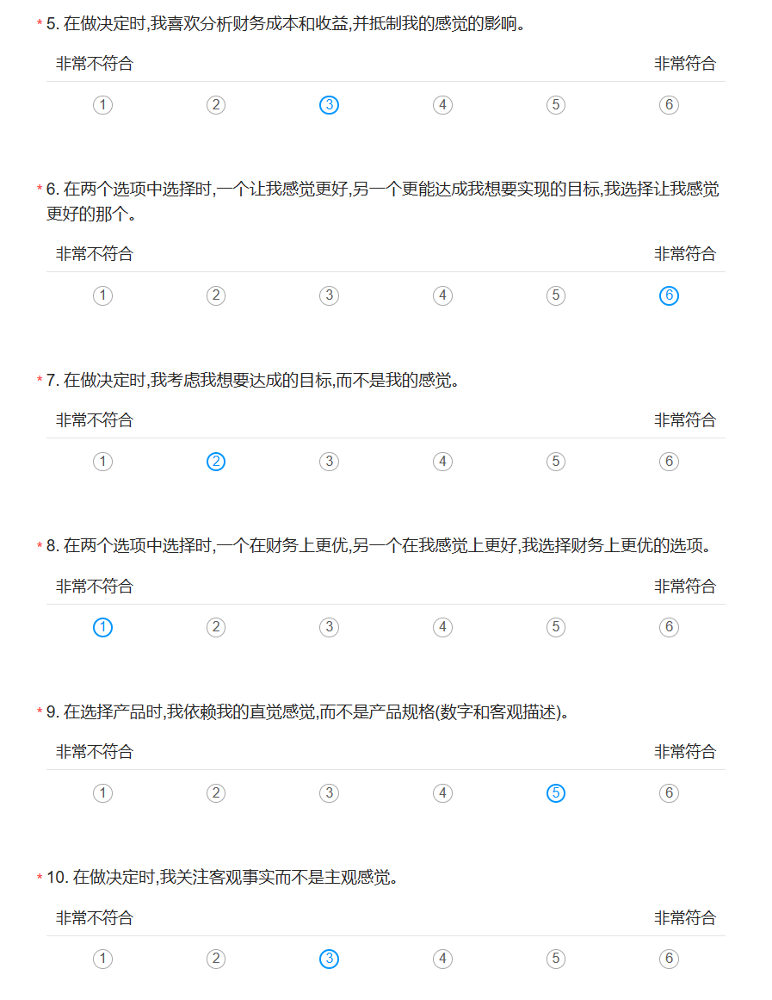 * 5. 在做决定时,我喜欢分析财务成本和收益,并抵制我的感觉的影响。
非常不符合 非常符合
1 2 3 4 5 6
* 6. 在两个选项中选择时,一个让我感觉更好,另一个更能达成我想要实现的目标,我选择让我感觉
更好的那个。
非常不符合 非常符合
1 2 3 4 5 6
* 7. 在做决定时,我考虑我想要达成的目标,而不是我的感觉。
非常不符合 非常符合
1 2 3 4 5 6
* 8. 在两个选项中选择时,一个在财务上更优,另一个在我感觉上更好,我选择财务上更优的选项。
非常不符合 非常符合
1 2 3 4 5 6
* 9. 在选择产品时,我依赖我的直觉感觉,而不是产品规格(数字和客观描述)。
非常不符合 非常符合
1 2 3 4 5 6
* 10. 在做决定时,我关注客观事实而不是主观感觉。
非常不符合 非常符合
1 2 3 4 5 6